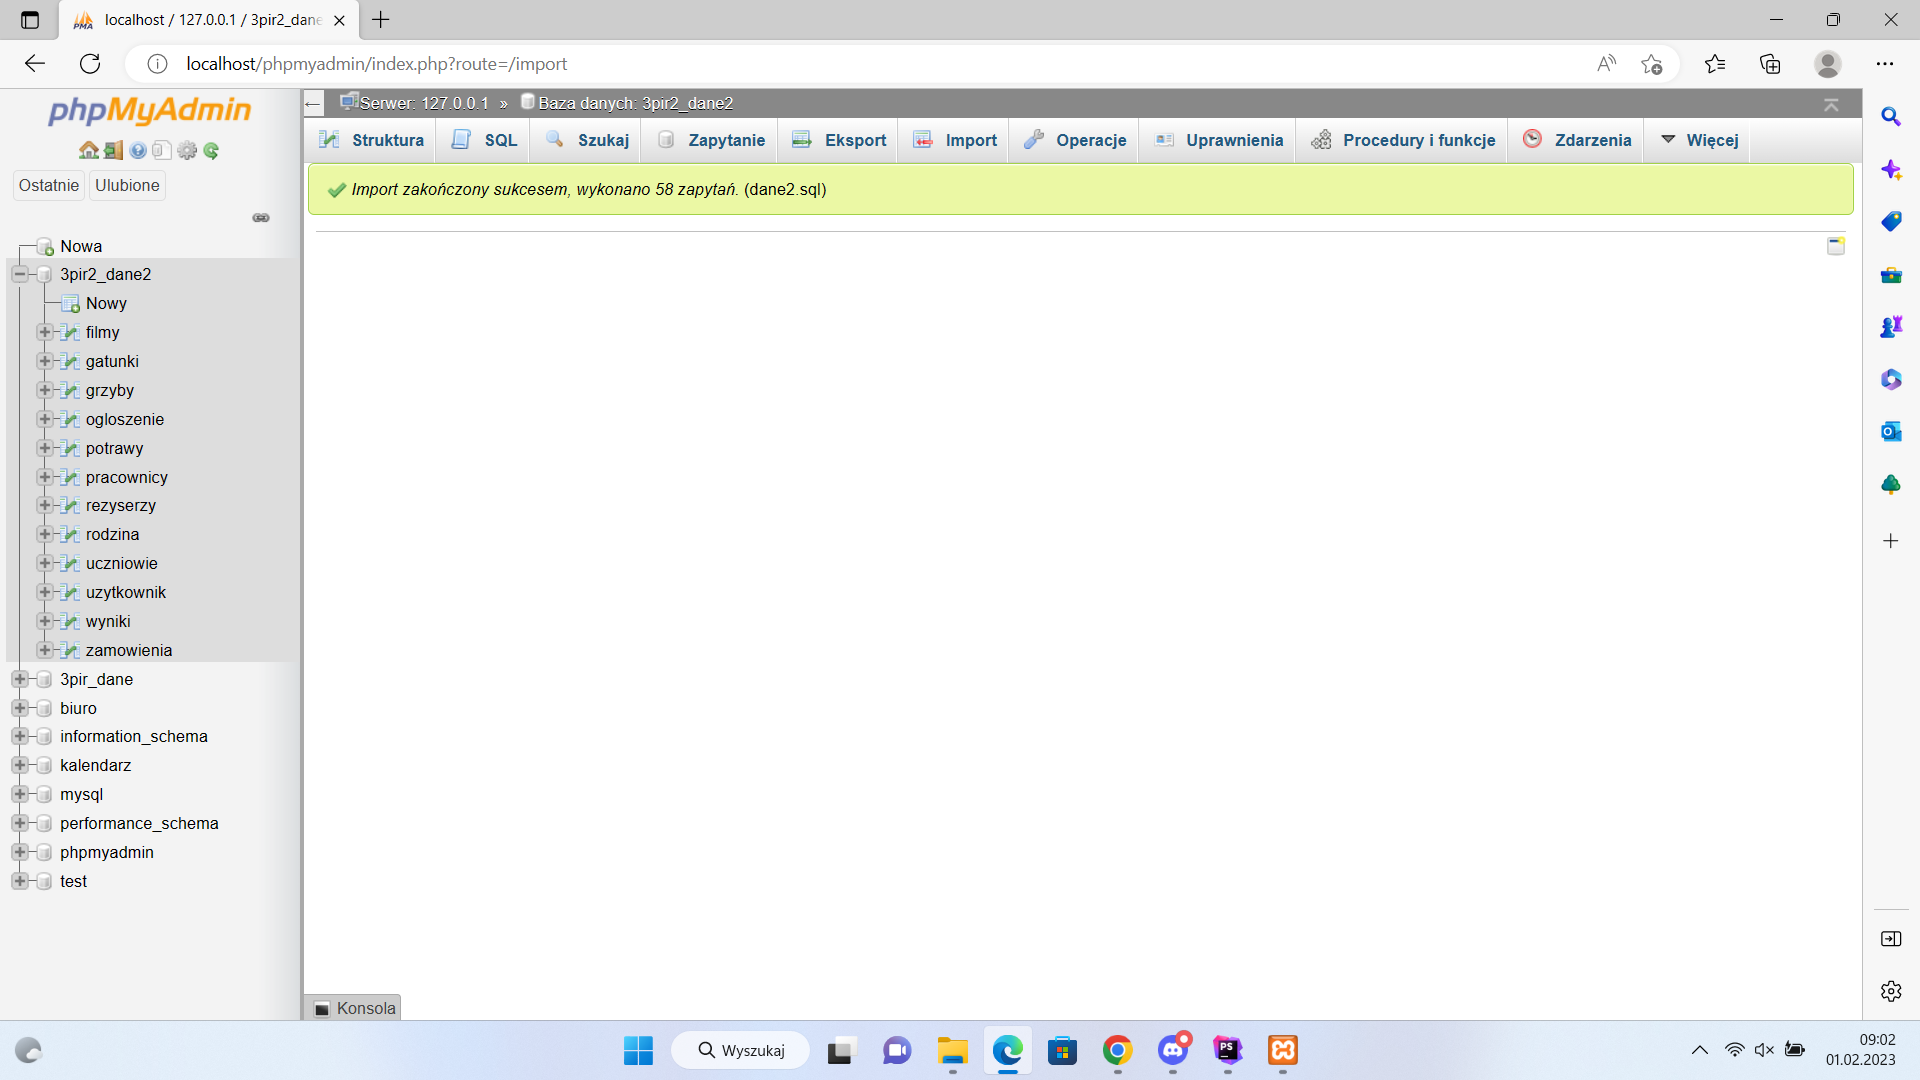 localhost / 127.0.0.1 / 3pir2_dane
localhost/phpmyadmin/index.php?route=/import
phpMyAdmin
Ostatnie
Ulubione
Nowa
3pir2_dane2
Nowy
filmy
gatunki
grzyby
ogloszenie
potrawy
pracownicy
rezyserzy
rodzina
uczniowie
uzytkownik
wyniki
zamowienia
3pir_dane
biuro
information_schema
kalendarz
mysql
performance_schema
phpmyadmin
test
Serwer: 127.0.0.1 » Baza danych: 3pir2_dane2
Struktura
SQL
Szukaj
Zapytanie
Eksport
Import
Operacje
Uprawnienia
Procedury i funkcje
Zdarzenia
Więcej
Import zakończony sukcesem, wykonano 58 zapytań. (dane2.sql)
Konsola
Wyszukaj
09:02
01.02.2023